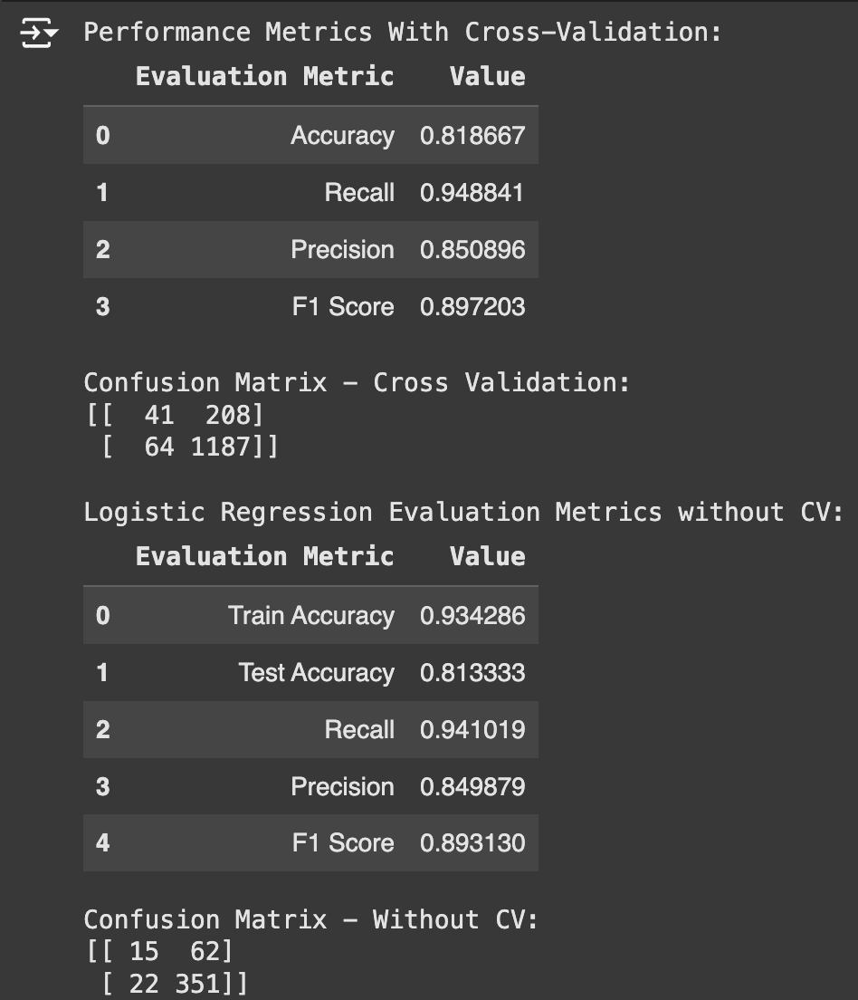 Performance Metrics With Cross-Validation:
Evaluation Metric Value
0 Accuracy 0.818667
1 Recall 0.948841
2 Precision 0.850896
3 F1 Score 0.897203
Confusion Matrix – Cross Validation:
[[  41  208]
 [  64 1187]]
Logistic Regression Evaluation Metrics without CV:
Evaluation Metric Value
0 Train Accuracy 0.934286
1 Test Accuracy 0.813333
2 Recall 0.941019
3 Precision 0.849879
4 F1 Score 0.893130
Confusion Matrix – Without CV:
[[ 15  62]
 [ 22 351]]